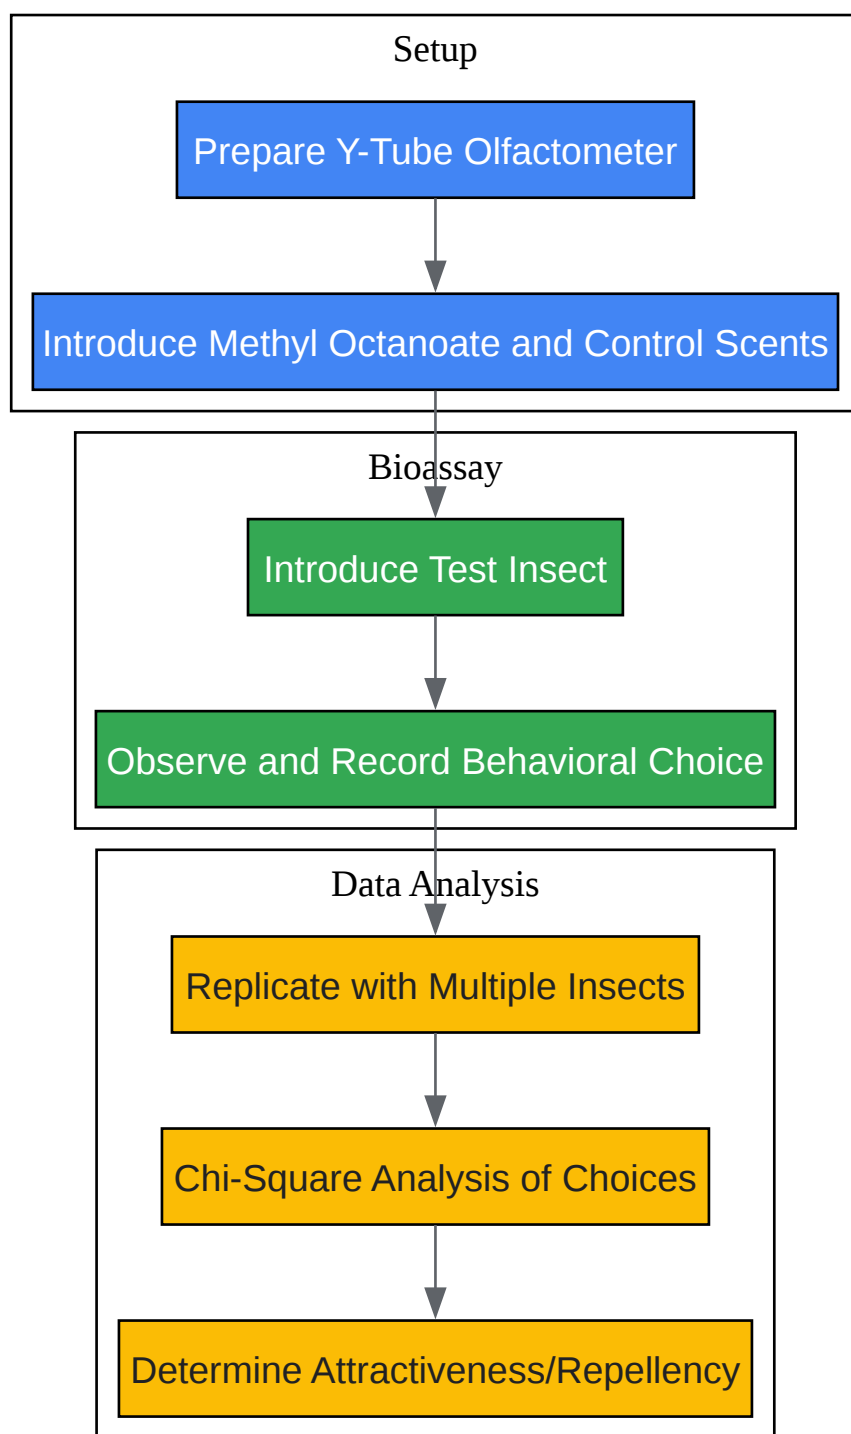 Setup
Prepare Y-Tube Olfactometer
Introduce Methyl Octanoate and Control Scents
Bioassay
Introduce Test Insect
Observe and Record Behavioral Choice
Data Analysis
Replicate with Multiple Insects
Chi-Square Analysis of Choices
Determine Attractiveness/Repellency